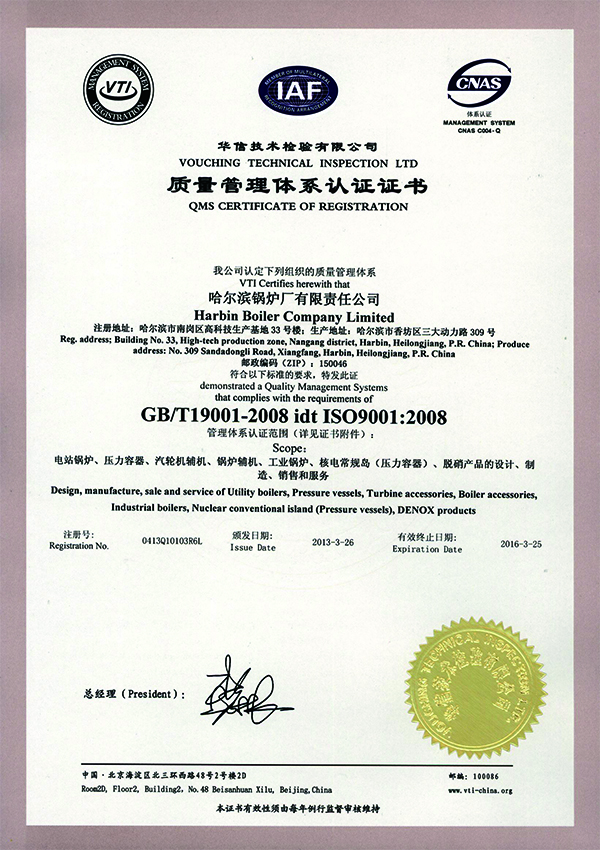 MANAGEMENT SYSTEM
VTI
REGISTRATION
MEMBER OF MULTILATERAL
IAF
RECOGNITION ARRANGEMENT
CNAS
体系认证
MANAGEMENT SYSTEM
CNAS C004-Q
华信技术检验有限公司
VOUCHING TECHNICAL INSPECTION LTD
质量管理体系认证证书
QMS CERTIFICATE OF REGISTRATION
我公司认定下列组织的质量管理体系
VTI Certifies herewith that
哈尔滨锅炉厂有限责任公司
Harbin Boiler Company Limited
注册地址：哈尔滨市南岗区高科技生产基地 33 号楼；生产地址：哈尔滨市香坊区三大动力路 309 号
Reg. address; Building No. 33, High-tech production zone, Nangang district, Harbin, Heilongjiang, P.R. China; Produce
address: No. 309 Sandadongli Road, Xiangfang, Harbin, Heilongjiang, P.R. China
邮政编码（ZIP）：150046
符合以下标准的要求，特发此证
demonstrated a Quality Management Systems
that complies with the requirements of
GB/T19001-2008 idt ISO9001:2008
管理体系认证范围（详见证书附件）：
Scope:
电站锅炉、压力容器、汽轮机辅机、锅炉辅机、工业锅炉、核电常规岛（压力容器）、脱硝产品的设计、制
造、销售和服务
Design, manufacture, sale and service of Utility boilers, Pressure vessels, Turbine accessories, Boiler accessories,
Industrial boilers, Nuclear conventional island (Pressure vessels), DENOX products
注册号:
Registration No.
0413Q10103R6L
颁发日期:
Issue Date
2013-3-26
有效终止日期:
Expiration Date
2016-3-25
总经理（President）:
中国·北京海淀区北三环西路48号2号楼2D
邮编：100086
Room2D, Floor2, Building2, No.48 Beisanhuan Xilu, Beijing,China
www.vti-china.org
本证书有效性须由每年例行监督审核维持